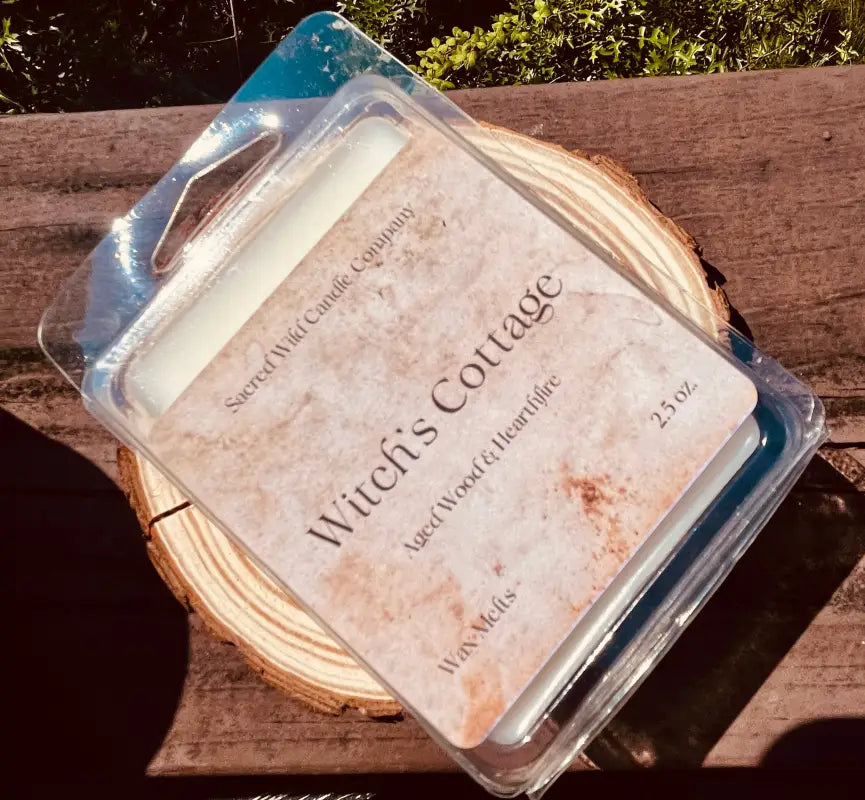 Sacred Wild Candle Company
Witch's Cottage
Aged Wood & Hearthfire
2.5 oz.
Wax Melts